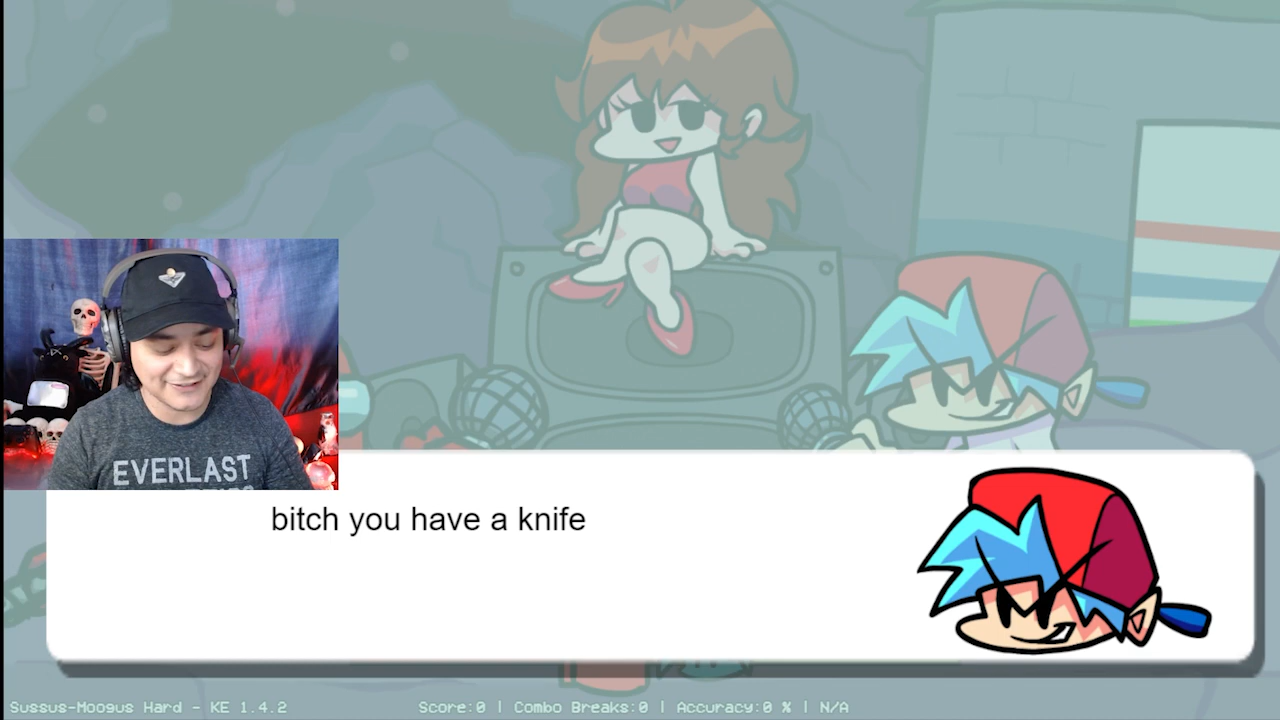 EVERLAST
bitch you have a knife
Sussus-Moogus Hard - KE 1.4.2
Score:0 | Combo Breaks:0 | Accuracy:0 % | N/A